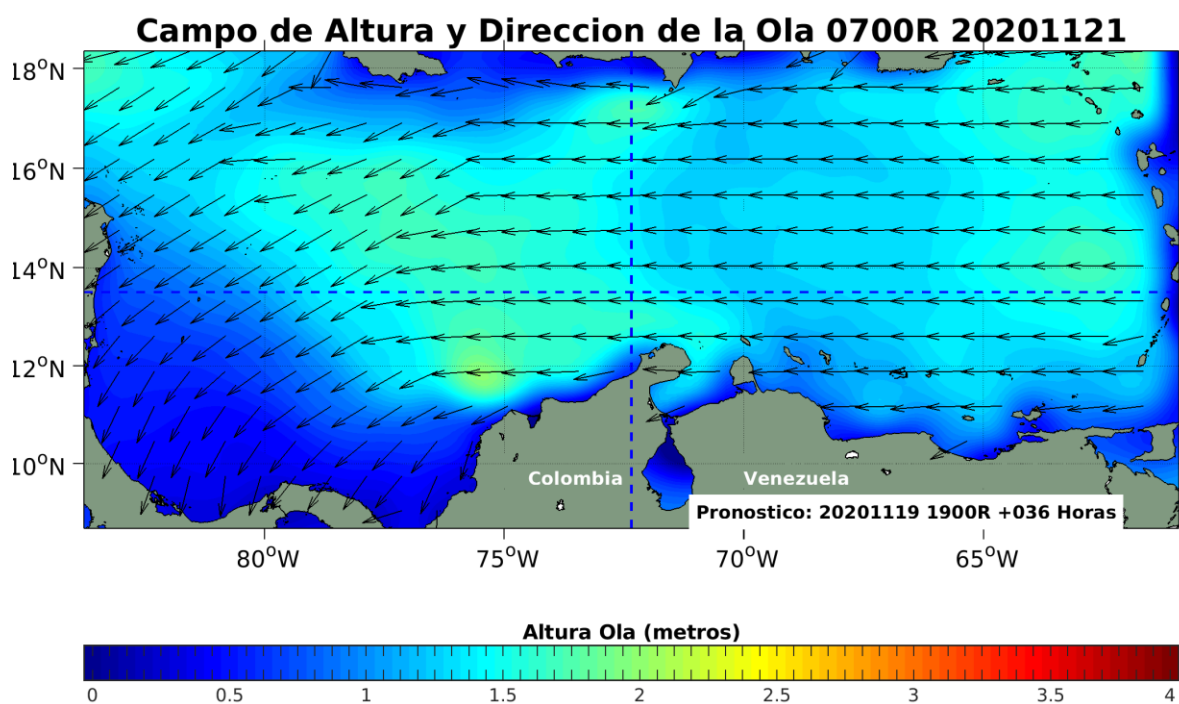 Campo de Altura y Direccion de la Ola 0700R 20201121
18°N
16°N
14°N
12°N
10°N
Colombia
Venezuela
Pronostico: 20201119 1900R +036 Horas
80°W 75°W 70°W 65°W
Altura Ola (metros)
0 0.5 1 1.5 2 2.5 3 3.5 4